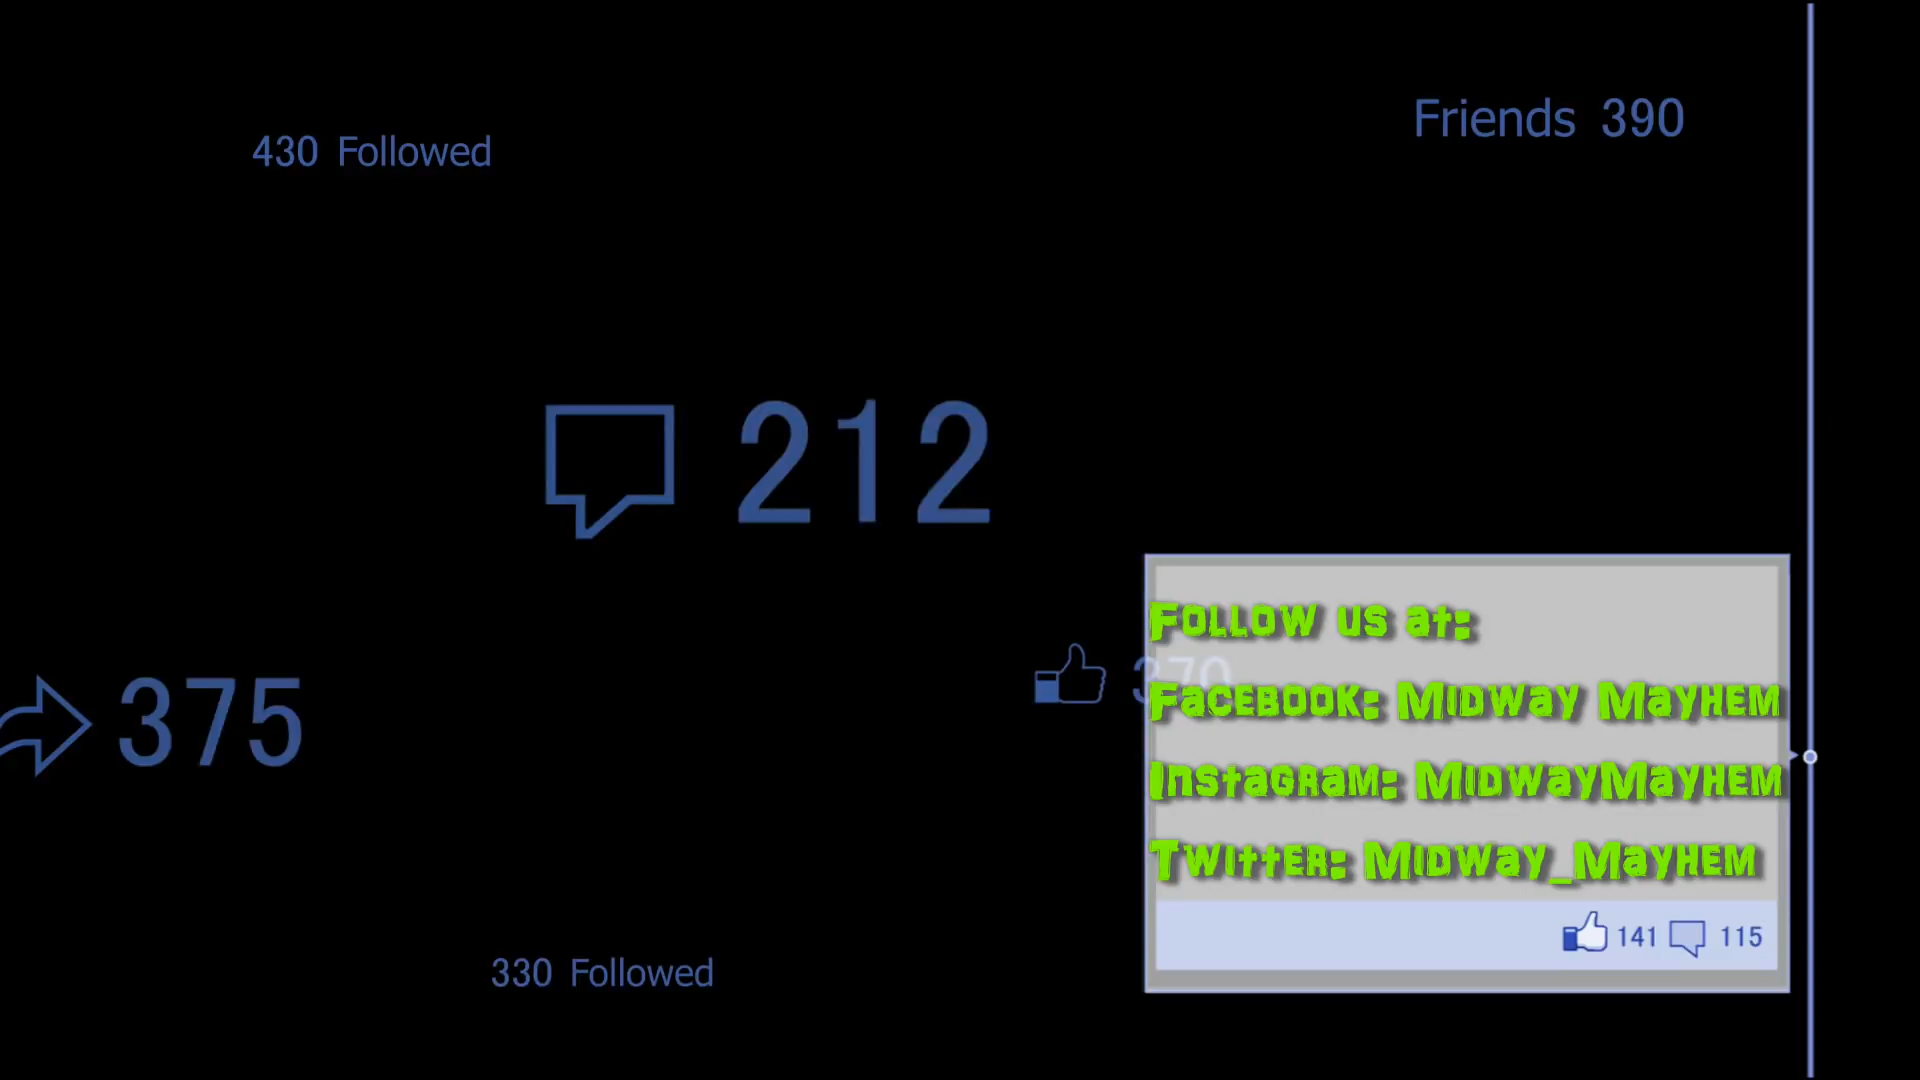 430 Followed
Friends 390
212
370
375
Follow us at:
Facebook: Midway Mayhem
Instagram: MidwayMayhem
Twitter: Midway_Mayhem
141 115
330 Followed